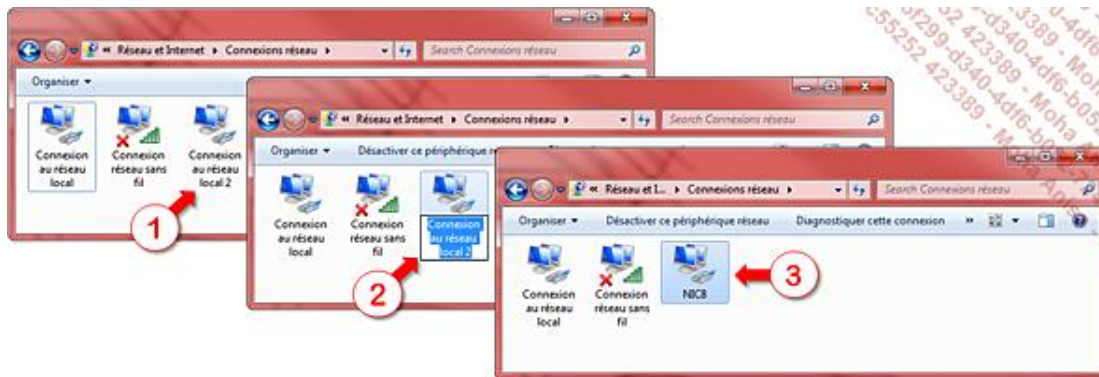 « Réseau et Internet ▸ Connexions réseau ▸
Search Connexions réseau
Organiser ▾
Connexion
au réseau
local
Connexion
réseau sans
fil
Connexion
au réseau
local 2
1
« Réseau et Internet ▸ Connexions réseau ▸
Search Connexions réseau
Organiser ▾
Désactiver ce périphérique
Connexion
au réseau
local
Connexion
réseau sans
fil
Connexion
au réseau
local 2
2
« Réseau et I... ▸ Connexions réseau ▸
Search Connexions réseau
Organiser ▾
Désactiver ce périphérique réseau
Diagnostiquer cette connexion
»
Connexion
au réseau
local
Connexion
réseau sans
fil
NICB
3